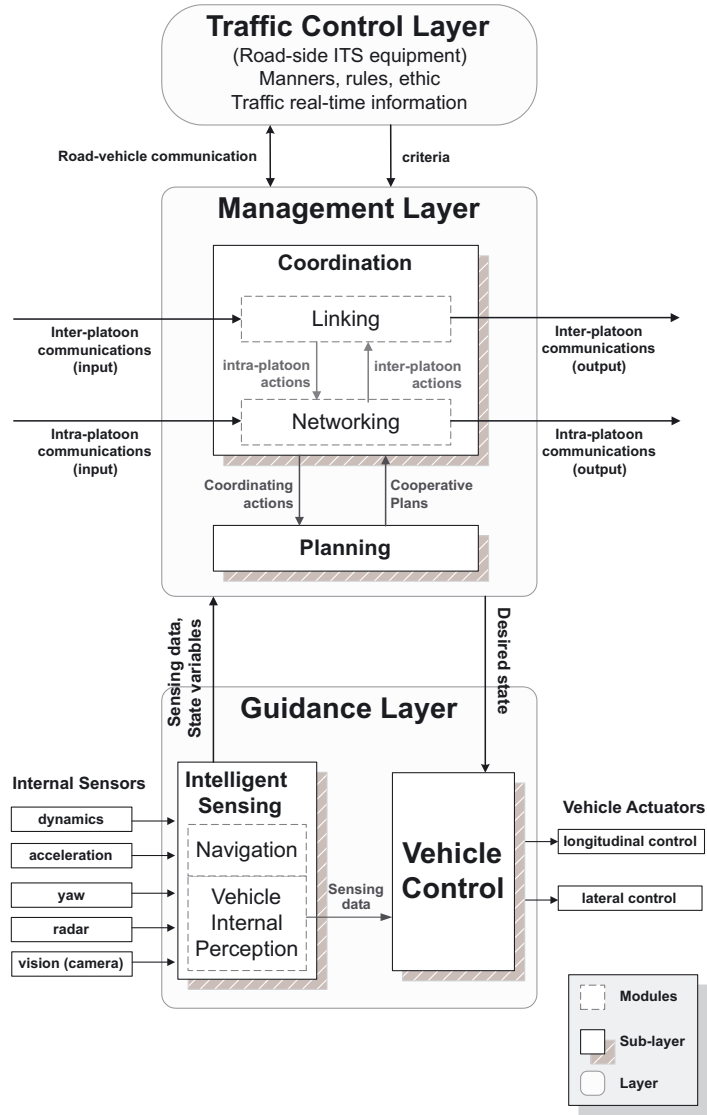 Traffic Control Layer
(Road-side ITS equipment)
Manners, rules, ethic
Traffic real-time information
Road-vehicle communication
criteria
Management Layer
Coordination
Linking
Inter-platoon
communications
(input)
Inter-platoon
communications
(output)
intra-platoon
actions
inter-platoon
actions
Networking
Intra-platoon
communications
(input)
Intra-platoon
communications
(output)
Coordinating
actions
Cooperative
Plans
Planning
Sensing data,
State variables
Desired state
Guidance Layer
Internal Sensors
dynamics
acceleration
yaw
radar
vision (camera)
Intelligent
Sensing
Navigation
Vehicle
Internal
Perception
Sensing
data
Vehicle
Control
Vehicle Actuators
longitudinal control
lateral control
Modules
Sub-layer
Layer